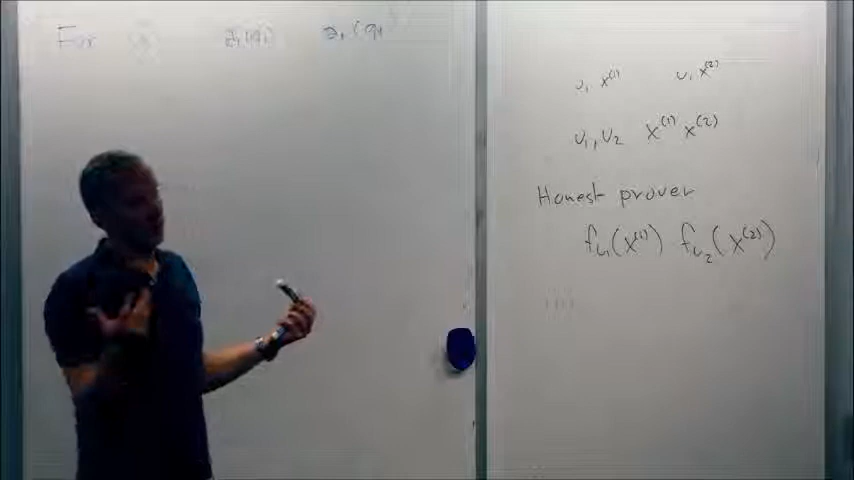 For
u, x^(1) u, x^(2)
u₁, u₂ x^(1) x^(2)
Honest prover
f_{u₁}(x^(1)) f_{u₂}(x^(2))